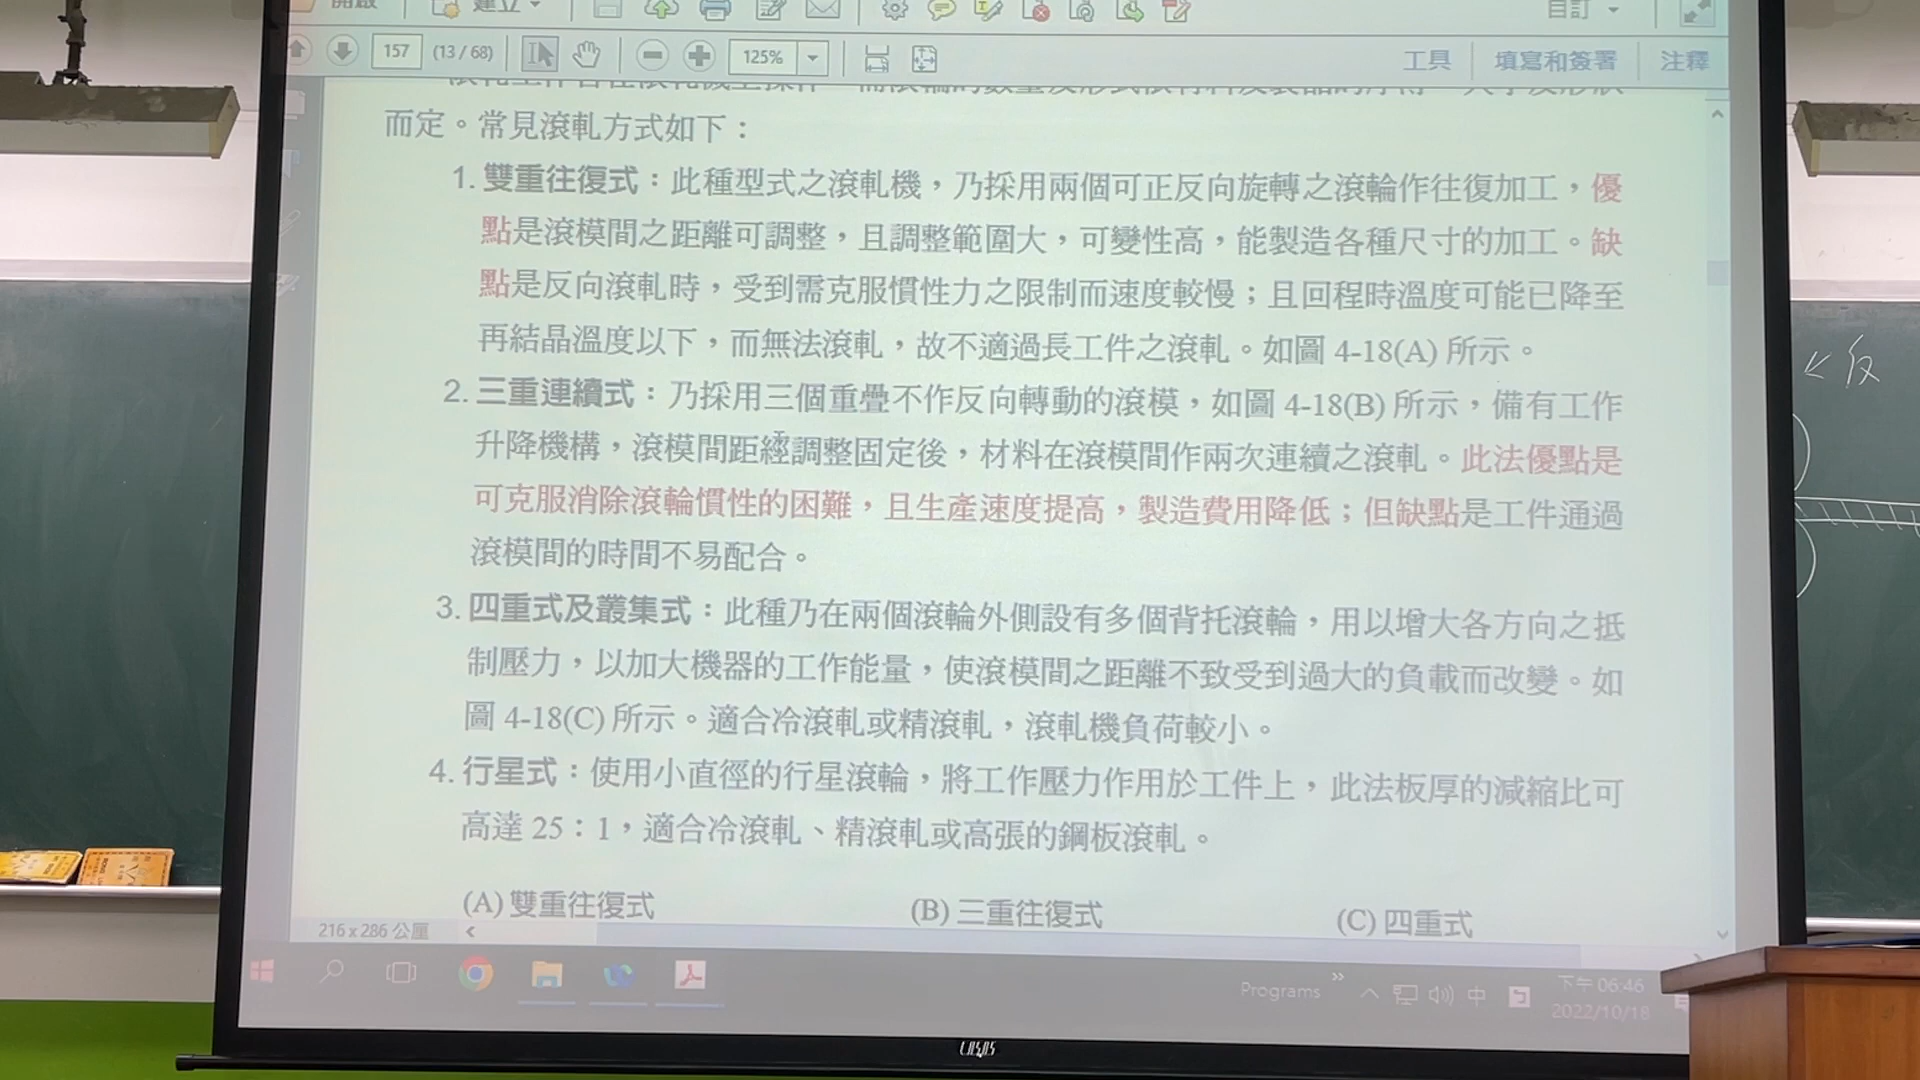 開啟 建立 自訂
157 (13 / 68) 125% 工具 填寫和簽署 注釋
而定。常見滾軋方式如下：
1. 雙重往復式：此種型式之滾軋機，乃採用兩個可正反向旋轉之滾輪作往復加工，優
點是滾模間之距離可調整，且調整範圍大，可變性高，能製造各種尺寸的加工。缺
點是反向滾軋時，受到需克服慣性力之限制而速度較慢；且回程時溫度可能已降至
再結晶溫度以下，而無法滾軋，故不適過長工件之滾軋。如圖 4-18(A) 所示。
2. 三重連續式：乃採用三個重疊不作反向轉動的滾模，如圖 4-18(B) 所示，備有工作
升降機構，滾模間距經調整固定後，材料在滾模間作兩次連續之滾軋。此法優點是
可克服消除滾輪慣性的困難，且生產速度提高，製造費用降低；但缺點是工件通過
滾模間的時間不易配合。
3. 四重式及叢集式：此種乃在兩個滾輪外側設有多個背托滾輪，用以增大各方向之抵
制壓力，以加大機器的工作能量，使滾模間之距離不致受到過大的負載而改變。如
圖 4-18(C) 所示。適合冷滾軋或精滾軋，滾軋機負荷較小。
4. 行星式：使用小直徑的行星滾輪，將工作壓力作用於工件上，此法板厚的減縮比可
高達 25：1，適合冷滾軋、精滾軋或高張的鋼板滾軋。
(A) 雙重往復式 (B) 三重往復式 (C) 四重式
216 x 286 公厘
Programs 中 下午 06:46
2022/10/18
反